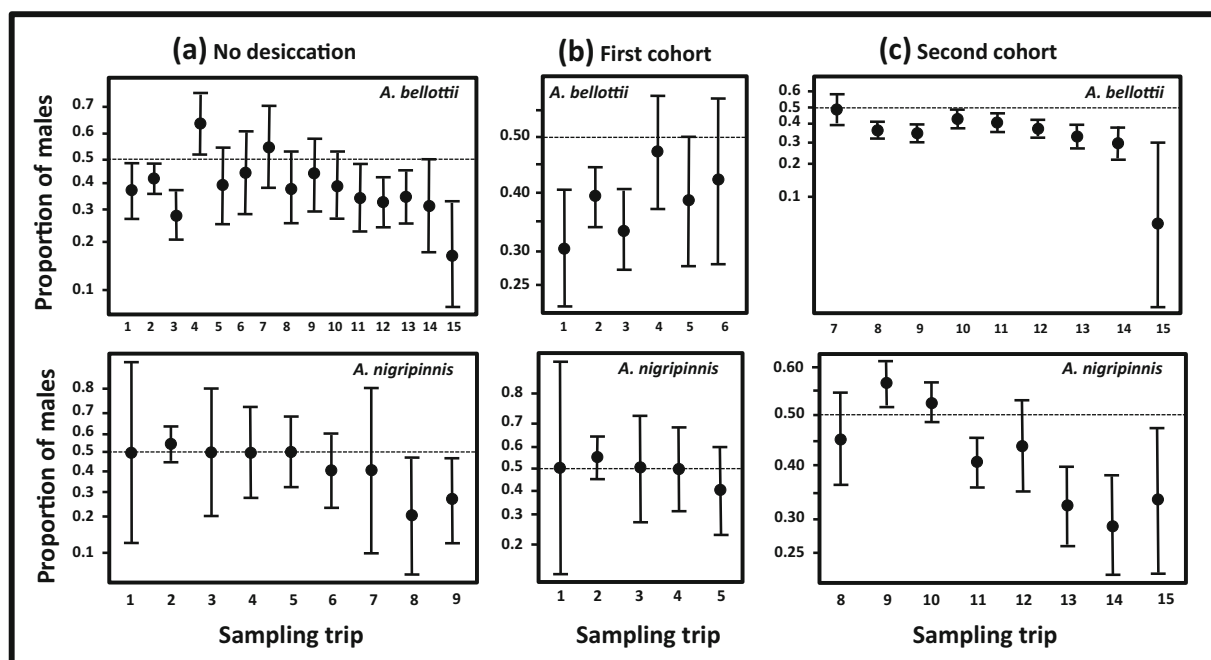 (a) No desiccation
(b) First cohort
(c) Second cohort
Proportion of males
A. bellottii
0.7
0.6
0.5
0.4
0.3
0.2
0.1
1 2 3 4 5 6 7 8 9 10 11 12 13 14 15
A. bellottii
0.50
0.40
0.30
0.25
1 2 3 4 5 6
A. bellottii
0.6
0.5
0.4
0.3
0.2
0.1
7 8 9 10 11 12 13 14 15
Proportion of males
A. nigripinnis
0.8
0.6
0.5
0.4
0.3
0.2
0.1
1 2 3 4 5 6 7 8 9
Sampling trip
A. nigripinnis
0.8
0.6
0.5
0.4
0.3
0.2
1 2 3 4 5
Sampling trip
A. nigripinnis
0.60
0.50
0.40
0.30
0.25
8 9 10 11 12 13 14 15
Sampling trip